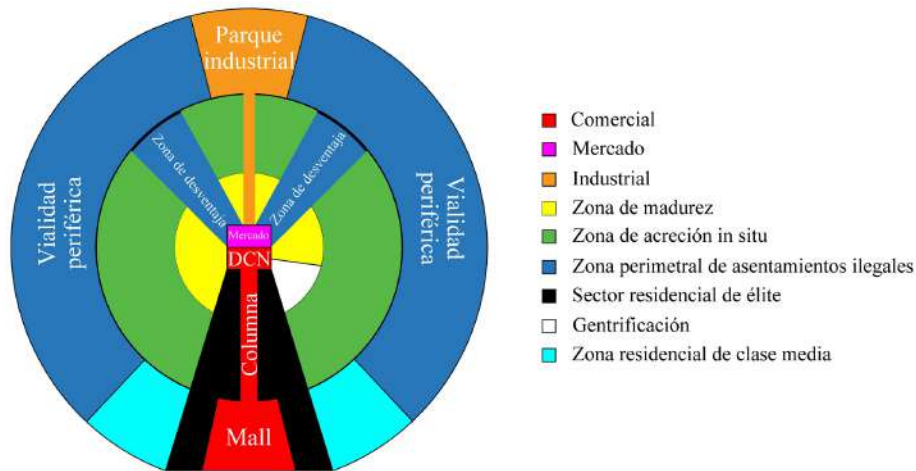 Parque
industrial
Zona de desventaja
Zona de desventaja
Vialidad
periférica
Vialidad
periférica
Mercado
DCN
Columna
Mall
Comercial
Mercado
Industrial
Zona de madurez
Zona de acreción in situ
Zona perimetral de asentamientos ilegales
Sector residencial de élite
Gentrificación
Zona residencial de clase media